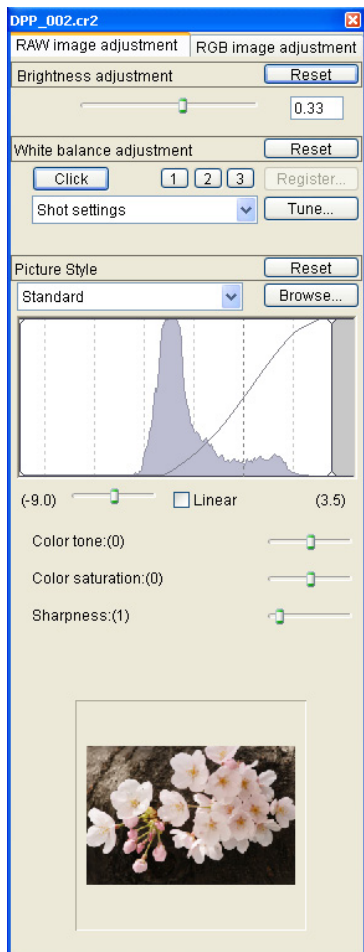 DPP_002.cr2
RAW image adjustment RGB image adjustment
Brightness adjustment Reset
0.33
White balance adjustment Reset
Click 1 2 3 Register...
Shot settings Tune...
Picture Style Reset
Standard Browse...
(-9.0) Linear (3.5)
Color tone:(0)
Color saturation:(0)
Sharpness:(1)